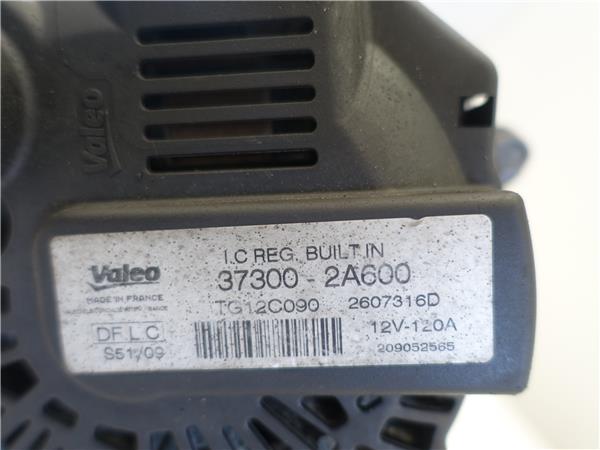 Valeo
I.C REG. BUILT IN
Valeo 37300 - 2A600
MADE IN FRANCE TG12C090 2607316D
DF L C 12V-120A
S51/09 209052565